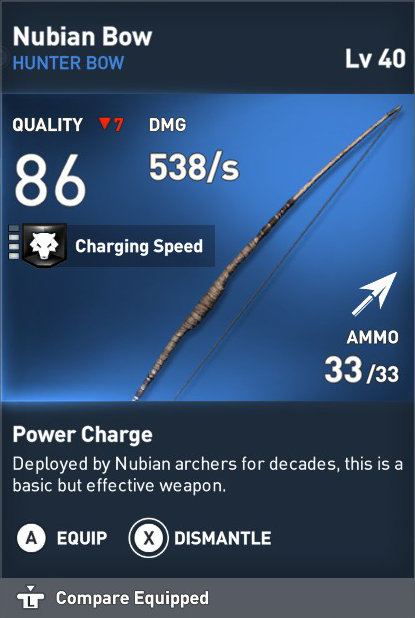 Nubian Bow
HUNTER BOW
Lv 40
QUALITY ▼7 DMG
86 538/s
Charging Speed
AMMO
33/33
Power Charge
Deployed by Nubian archers for decades, this is a
basic but effective weapon.
A EQUIP X DISMANTLE
L Compare Equipped